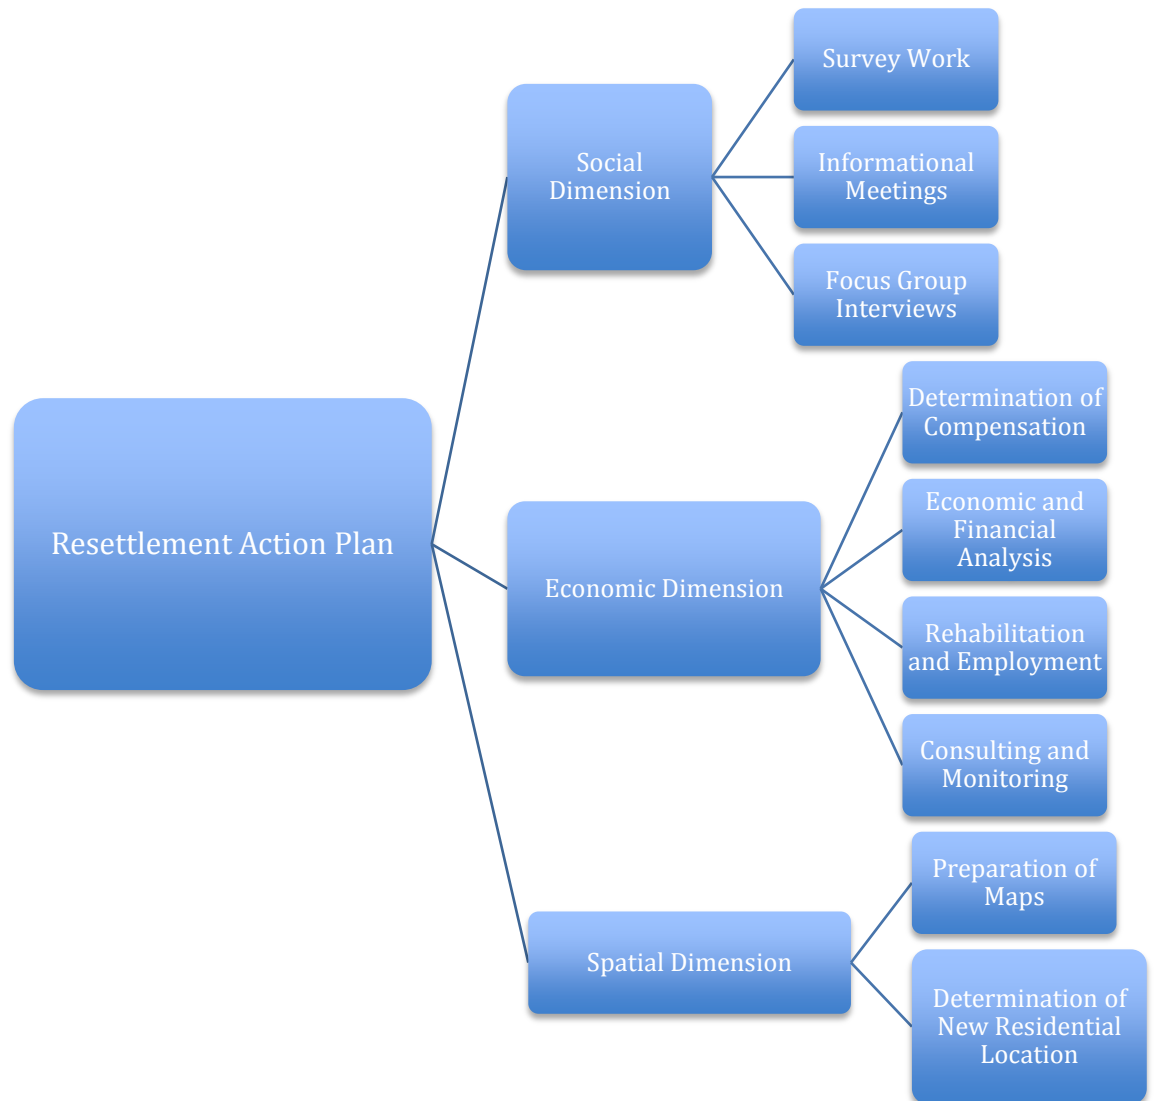 Survey Work
Social
Dimension
Informational
Meetings
Focus Group
Interviews
Resettlement Action Plan
Economic Dimension
Determination of
Compensation
Economic and
Financial
Analysis
Rehabilitation
and Employment
Consulting and
Monitoring
Spatial Dimension
Preparation of
Maps
Determination of
New Residential
Location